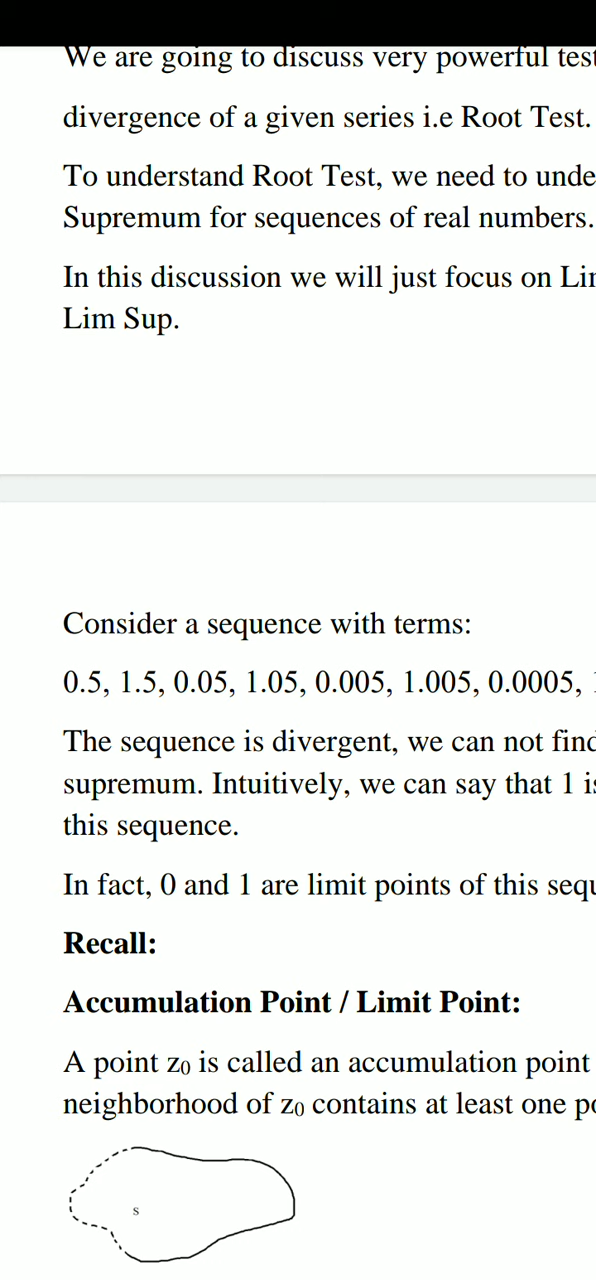 We are going to discuss very powerful test
divergence of a given series i.e Root Test.
To understand Root Test, we need to unde
Supremum for sequences of real numbers.
In this discussion we will just focus on Lim
Lim Sup.
Consider a sequence with terms:
0.5, 1.5, 0.05, 1.05, 0.005, 1.005, 0.0005,
The sequence is divergent, we can not find
supremum. Intuitively, we can say that 1 is
this sequence.
In fact, 0 and 1 are limit points of this sequ
Recall:
Accumulation Point / Limit Point:
A point z₀ is called an accumulation point
neighborhood of z₀ contains at least one po
s